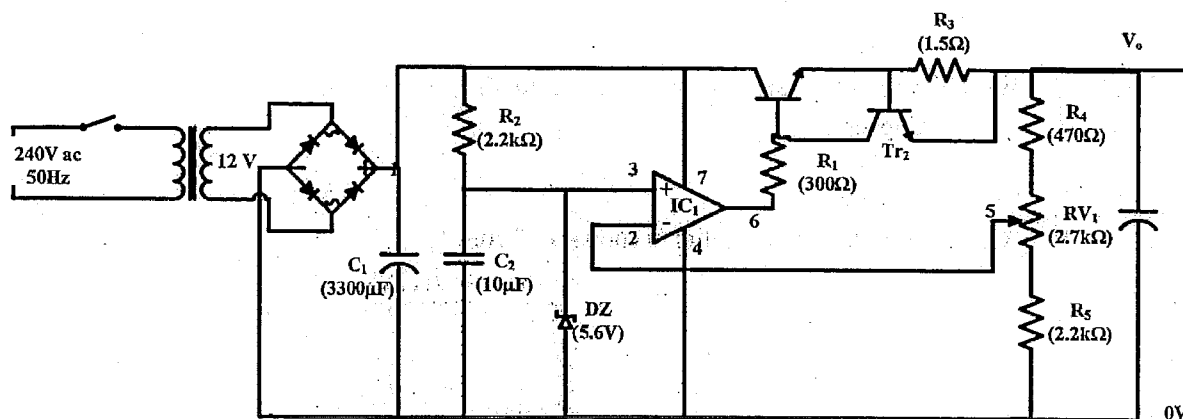 240V ac
50Hz
12 V
C₁
(3300μF)
R₂
(2.2kΩ)
C₂
(10μF)
DZ
(5.6V)
3
+
7
IC₁
2
-
4
6
R₁
(300Ω)
Tr₂
R₃
(1.5Ω)
Vₒ
R₄
(470Ω)
5
RV₁
(2.7kΩ)
R₅
(2.2kΩ)
0V